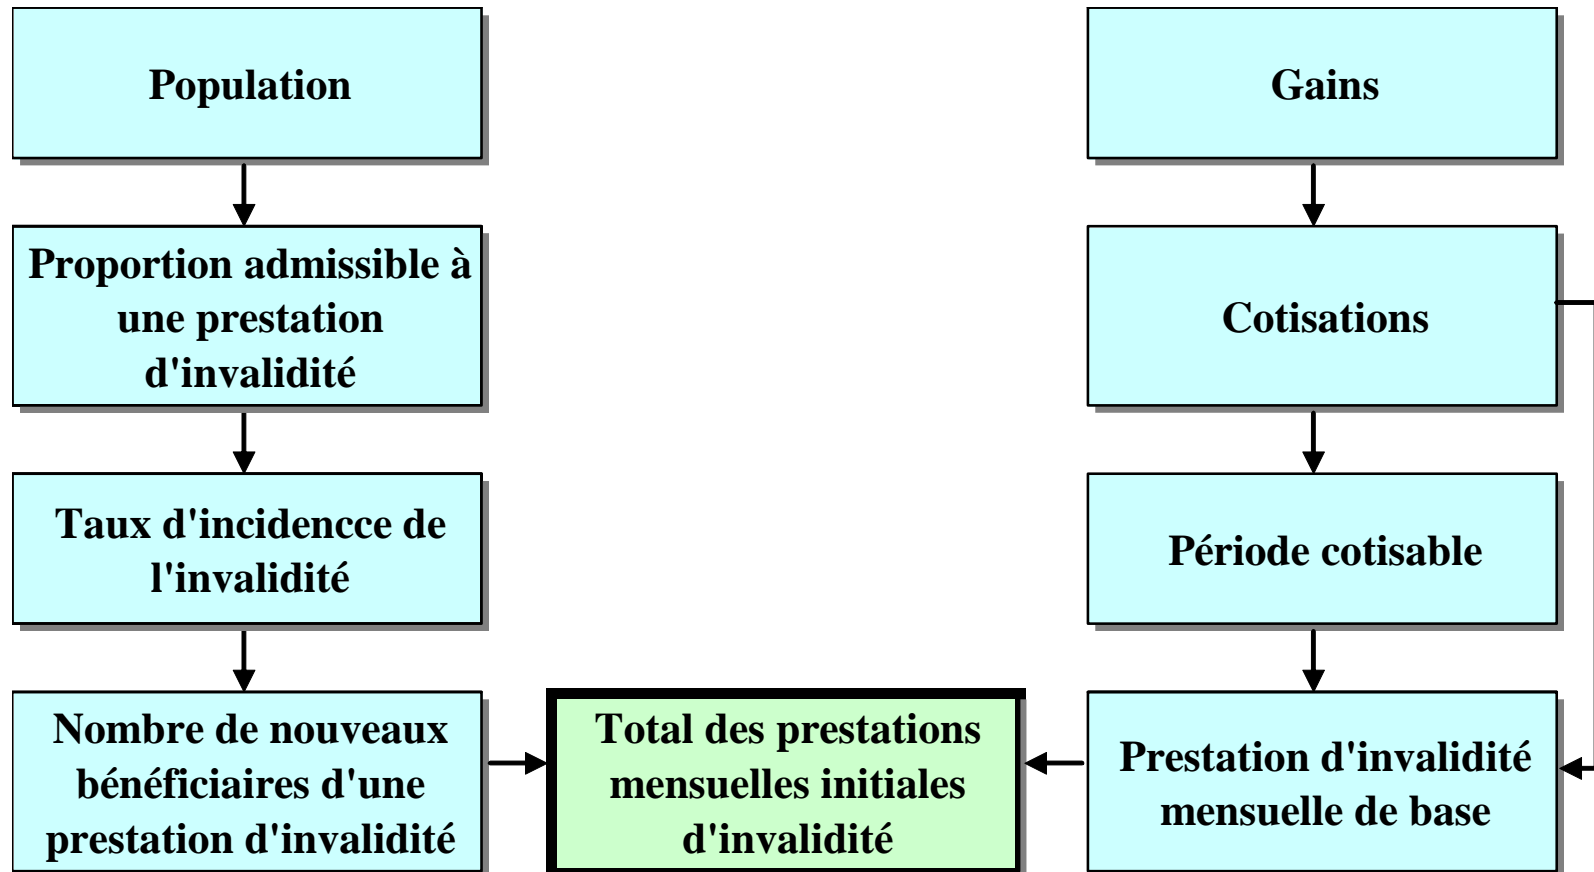 Population
Gains
Proportion admissible à
une prestation
d'invalidité
Cotisations
Taux d'incidencce de
l'invalidité
Période cotisable
Nombre de nouveaux
bénéficiaires d'une
prestation d'invalidité
Total des prestations
mensuelles initiales
d'invalidité
Prestation d'invalidité
mensuelle de base